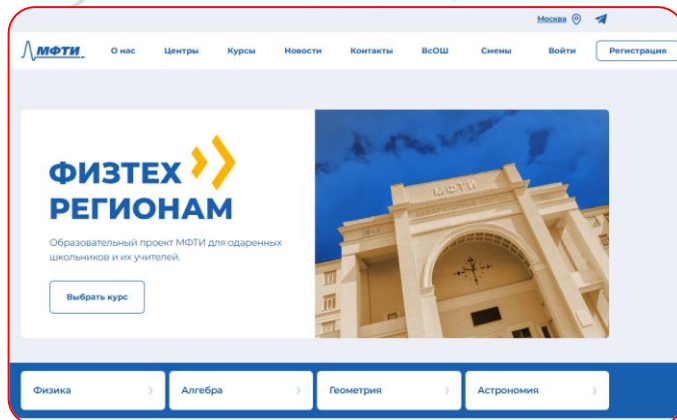 Москва
МФТИ
О нас
Центры
Курсы
Новости
Контакты
ВсОШ
Смены
Войти
Регистрация
ФИЗТЕХ
РЕГИОНАМ
Образовательный проект МФТИ для одаренных
школьников и их учителей.
Выбрать курс
МФТИ
Физика
Алгебра
Геометрия
Астрономия